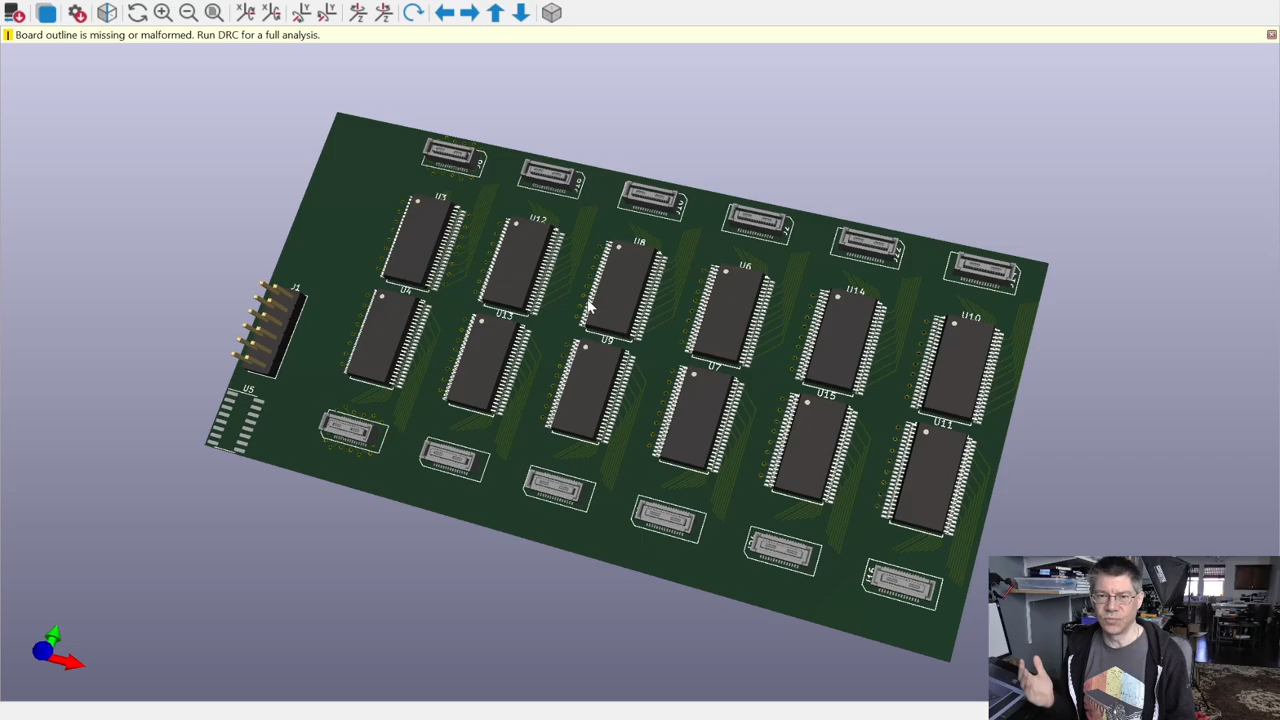 Board outline is missing or malformed. Run DRC for a full analysis.
U3
U12
U8
U6
U14
U10
J1
U4
U13
U9
U7
U15
U11
U5